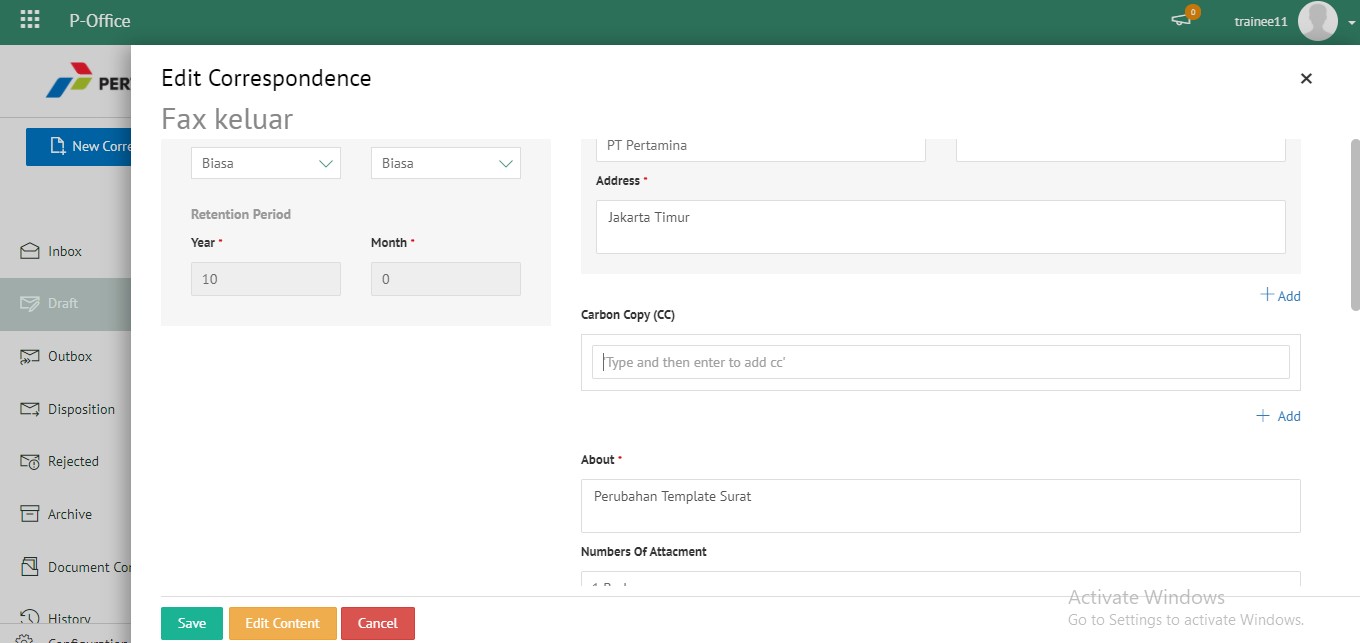 P-Office
0
trainee11
PER
New Corre
Inbox
Draft
Outbox
Disposition
Rejected
Archive
Document Cor
History
Configuration
Edit Correspondence
Fax keluar
Biasa
Biasa
Retention Period
Year *
Month *
10
0
PT Pertamina
Address *
Jakarta Timur
Add
Carbon Copy (CC)
'Type and then enter to add cc'
Add
About *
Perubahan Template Surat
Numbers Of Attacment
Save
Edit Content
Cancel
Activate Windows
Go to Settings to activate Windows.